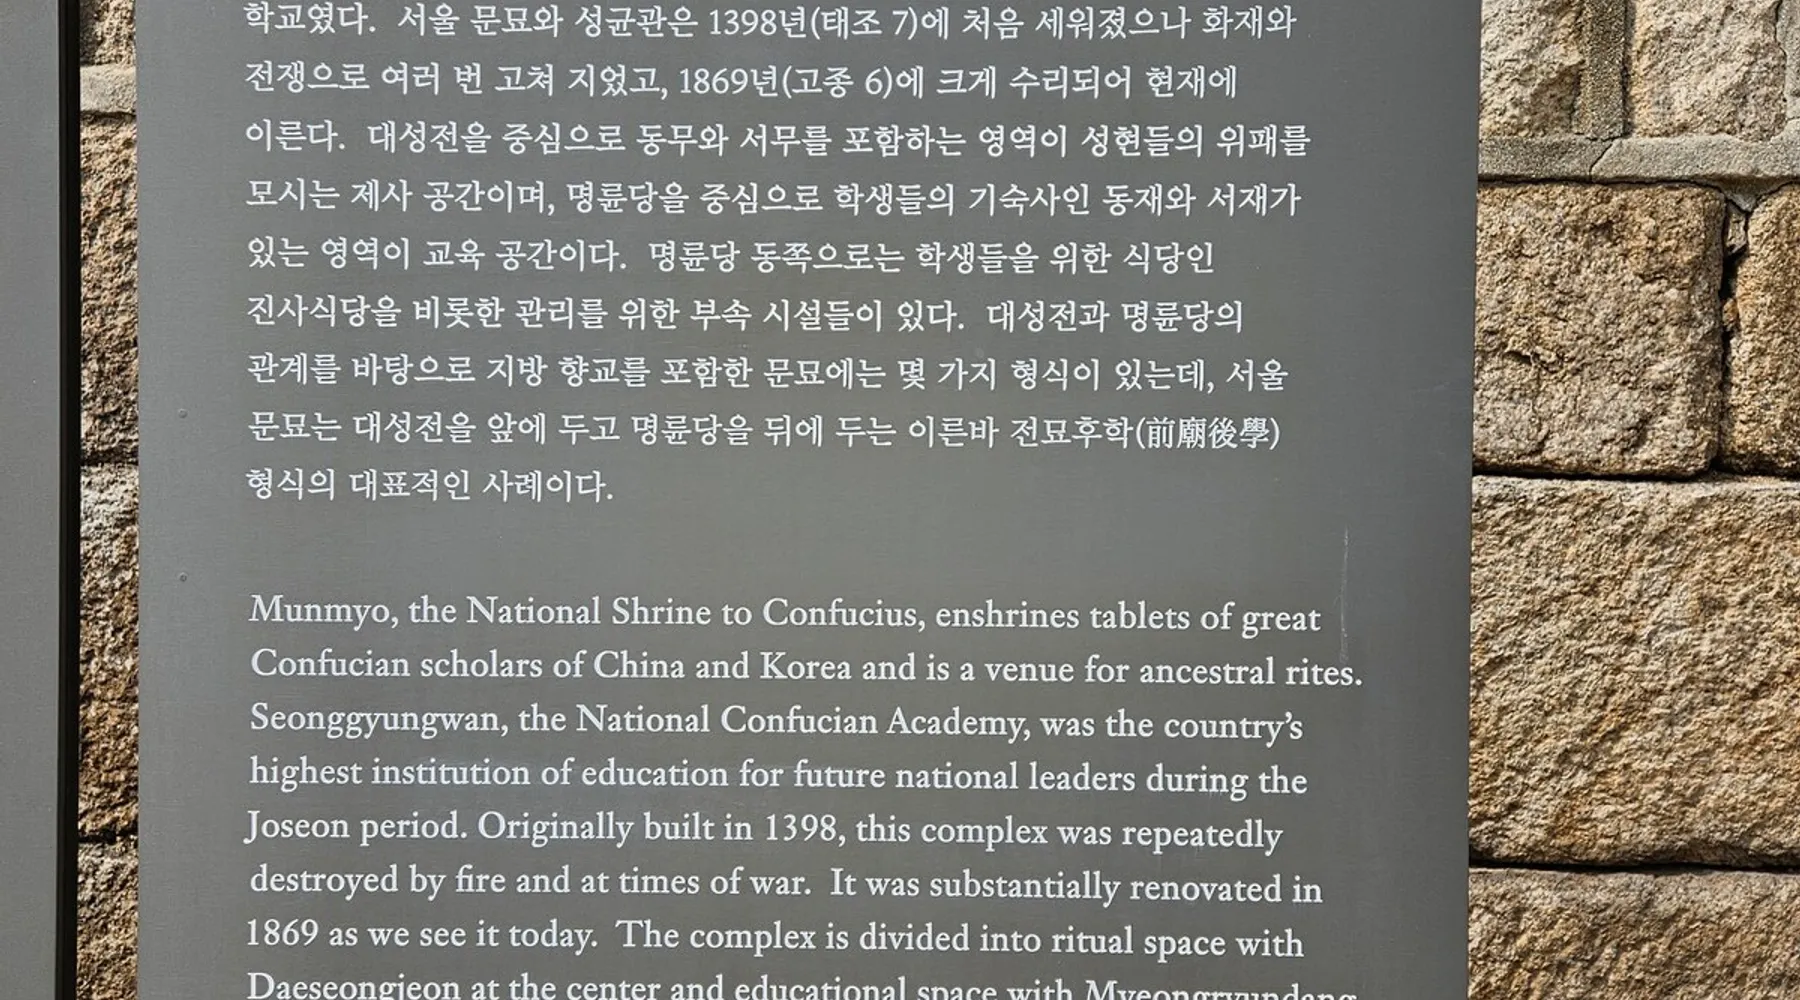 학교였다. 서울 문묘와 성균관은 1398년(태조 7)에 처음 세워졌으나 화재와
전쟁으로 여러 번 고쳐 지었고, 1869년(고종 6)에 크게 수리되어 현재에
이른다. 대성전을 중심으로 동무와 서무를 포함하는 영역이 성현들의 위패를
모시는 제사 공간이며, 명륜당을 중심으로 학생들의 기숙사인 동재와 서재가
있는 영역이 교육 공간이다. 명륜당 동쪽으로는 학생들을 위한 식당인
진사식당을 비롯한 관리를 위한 부속 시설들이 있다. 대성전과 명륜당의
관계를 바탕으로 지방 향교를 포함한 문묘에는 몇 가지 형식이 있는데, 서울
문묘는 대성전을 앞에 두고 명륜당을 뒤에 두는 이른바 전묘후학(前廟後學)
형식의 대표적인 사례이다.
Munmyo, the National Shrine to Confucius, enshrines tablets of great
Confucian scholars of China and Korea and is a venue for ancestral rites.
Seonggyungwan, the National Confucian Academy, was the country's
highest institution of education for future national leaders during the
Joseon period. Originally built in 1398, this complex was repeatedly
destroyed by fire and at times of war. It was substantially renovated in
1869 as we see it today. The complex is divided into ritual space with
Daeseongjeon at the center and educational space with Myeongryundang